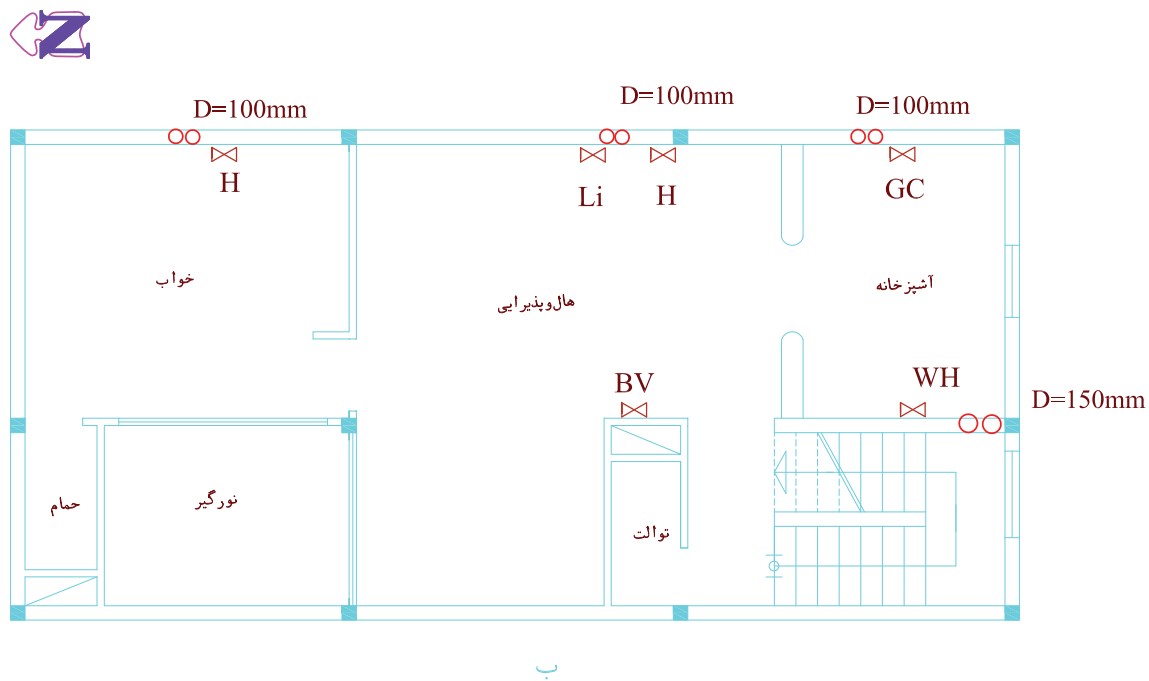 N
D=100mm
D=100mm
D=100mm
H
Li
H
GC
خواب
هال‌وپذیرایی
آشپزخانه
BV
WH
D=150mm
حمام
نورگیر
توالت
ب